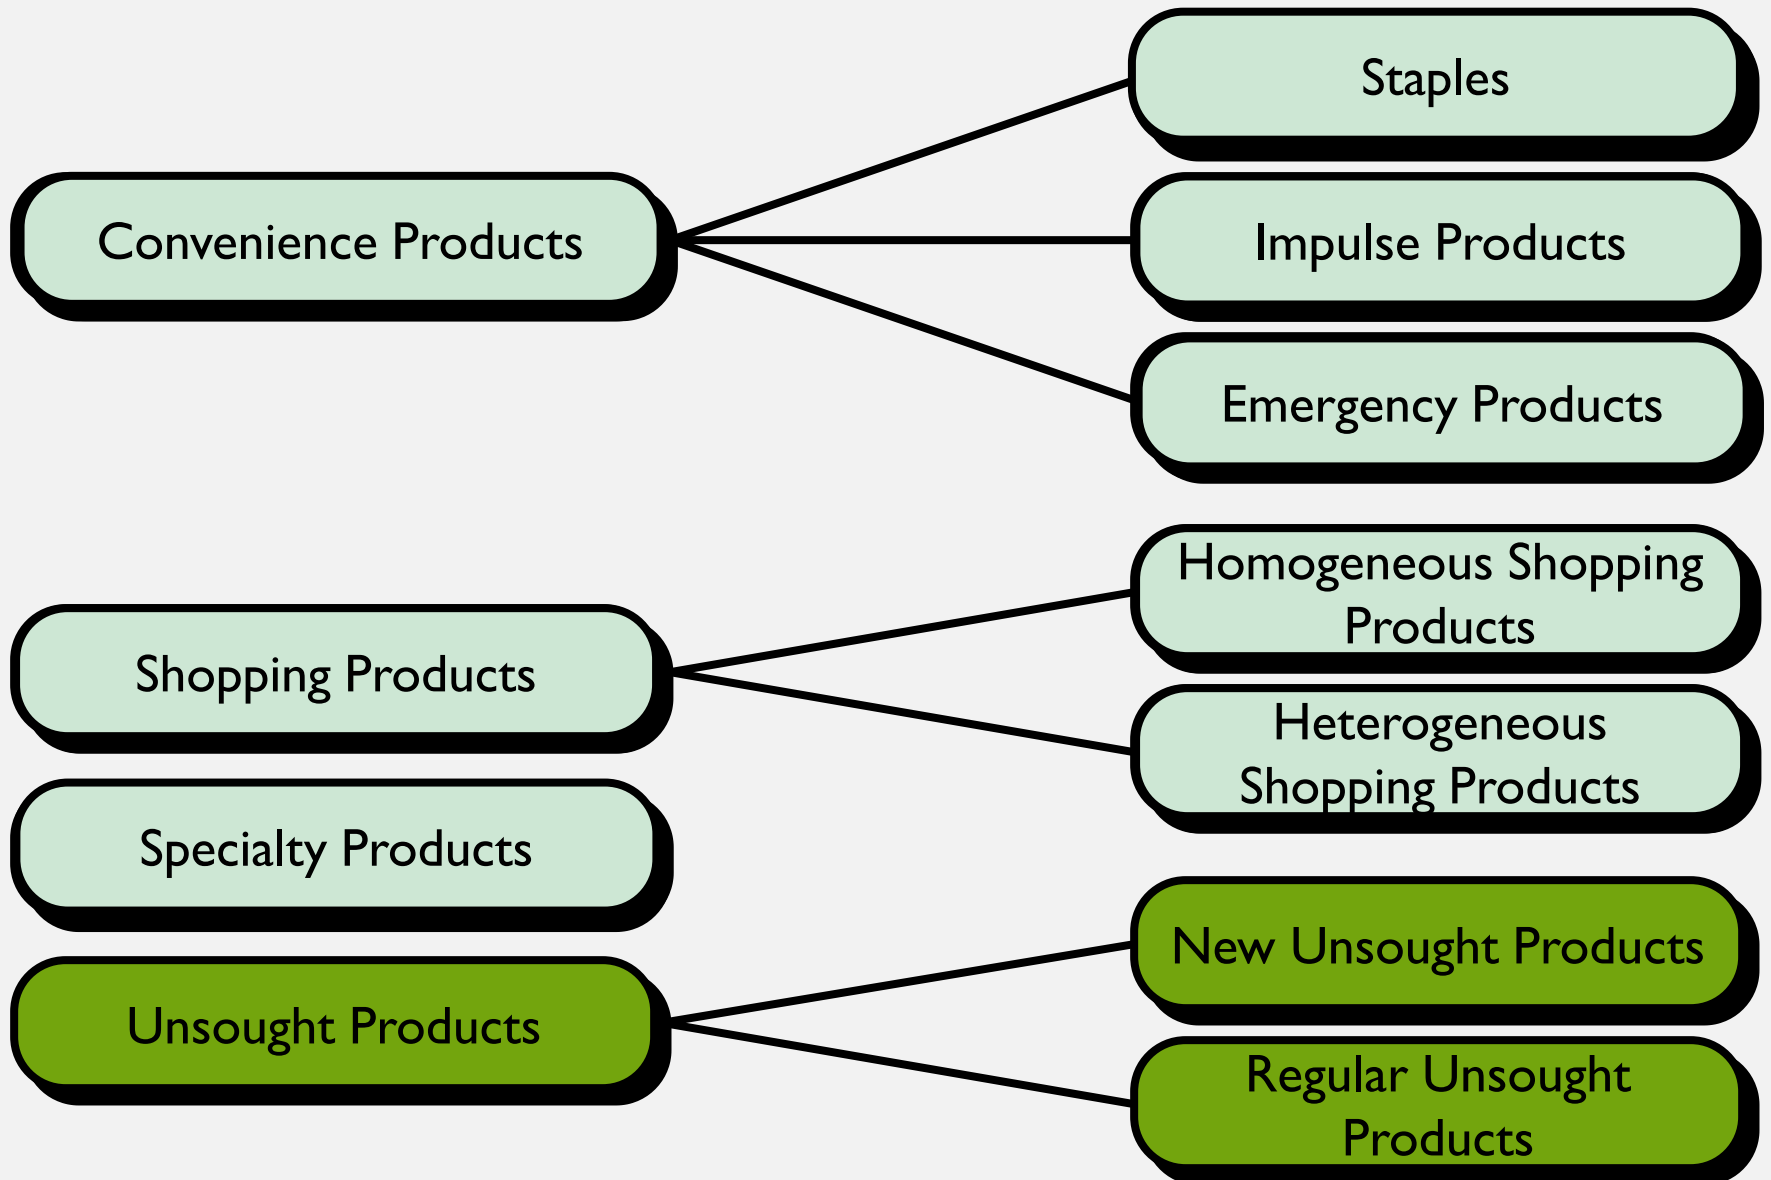 Staples
Convenience Products
Impulse Products
Emergency Products
Homogeneous Shopping
Products
Shopping Products
Heterogeneous
Shopping Products
Specialty Products
New Unsought Products
Unsought Products
Regular Unsought
Products